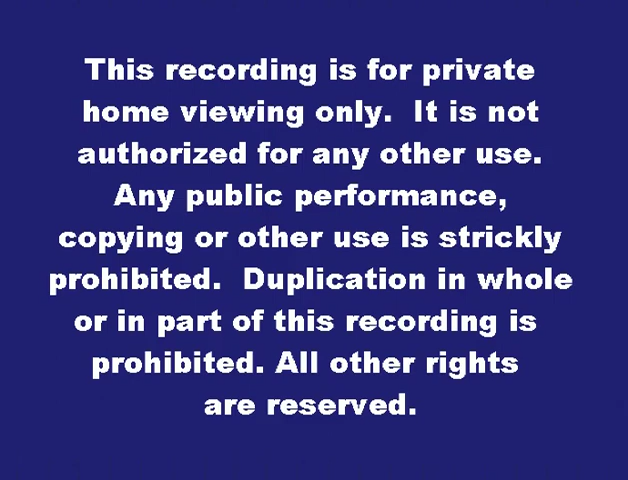 This recording is for private
home viewing only.  It is not
authorized for any other use.
Any public performance,
copying or other use is strickly
prohibited.  Duplication in whole
or in part of this recording is
prohibited. All other rights
are reserved.